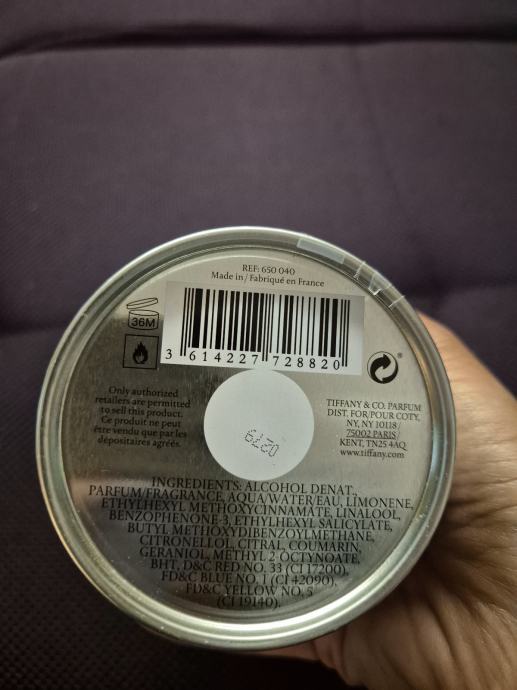 REF: 650 040
Made in / Fabriqué en France
36M
3 614227 728820
Only authorized
retailers are permitted
to sell this product.
Ce produit ne peut
être vendu que par les
dépositaires agréés.
TIFFANY & CO. PARFUM
DIST. FOR/POUR COTY,
NY, NY 10118
75002 PARIS/
KENT, TN25 4AQ
www.tiffany.com
INGREDIENTS: ALCOHOL DENAT.,
PARFUM/FRAGRANCE, AQUA/WATER/EAU, LIMONENE,
ETHYLHEXYL METHOXYCINNAMATE, LINALOOL,
BENZOPHENONE-3, ETHYLHEXYL SALICYLATE,
BUTYL METHOXYDIBENZOYLMETHANE,
CITRONELLOL, CITRAL, COUMARIN,
GERANIOL, METHYL 2-OCTYNOATE,
BHT, D&C RED NO. 33 (CI 17200),
FD&C BLUE NO. 1 (CI 42090),
FD&C YELLOW NO. 5
(CI 19140).